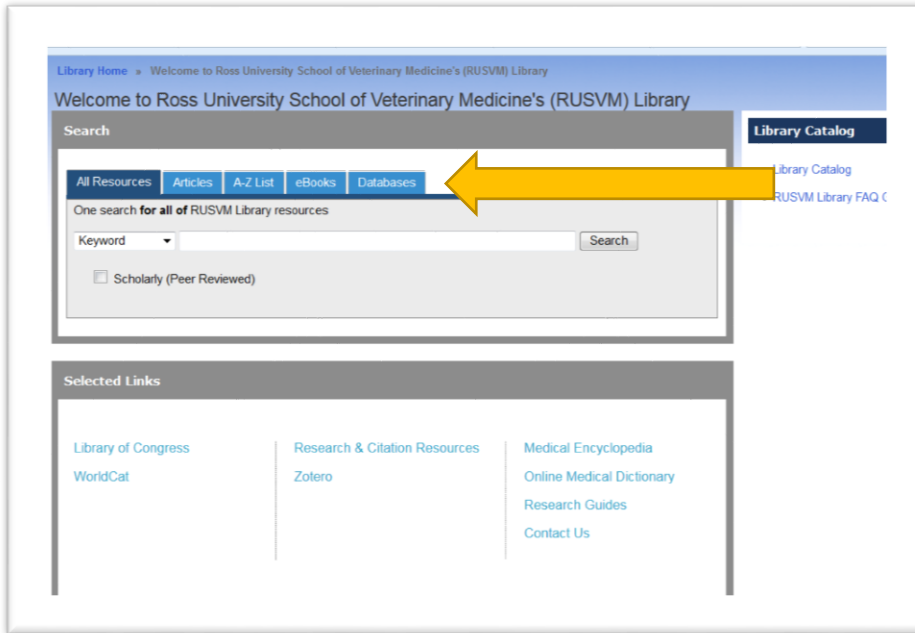 Library Home » Welcome to Ross University School of Veterinary Medicine's (RUSVM) Library
Welcome to Ross University School of Veterinary Medicine's (RUSVM) Library
Search
All Resources Articles A-Z List eBooks Databases
One search for all of RUSVM Library resources
Keyword Search
Scholarly (Peer Reviewed)
Library Catalog
Library Catalog
RUSVM Library FAQ
Selected Links
Library of Congress
WorldCat
Research & Citation Resources
Zotero
Medical Encyclopedia
Online Medical Dictionary
Research Guides
Contact Us